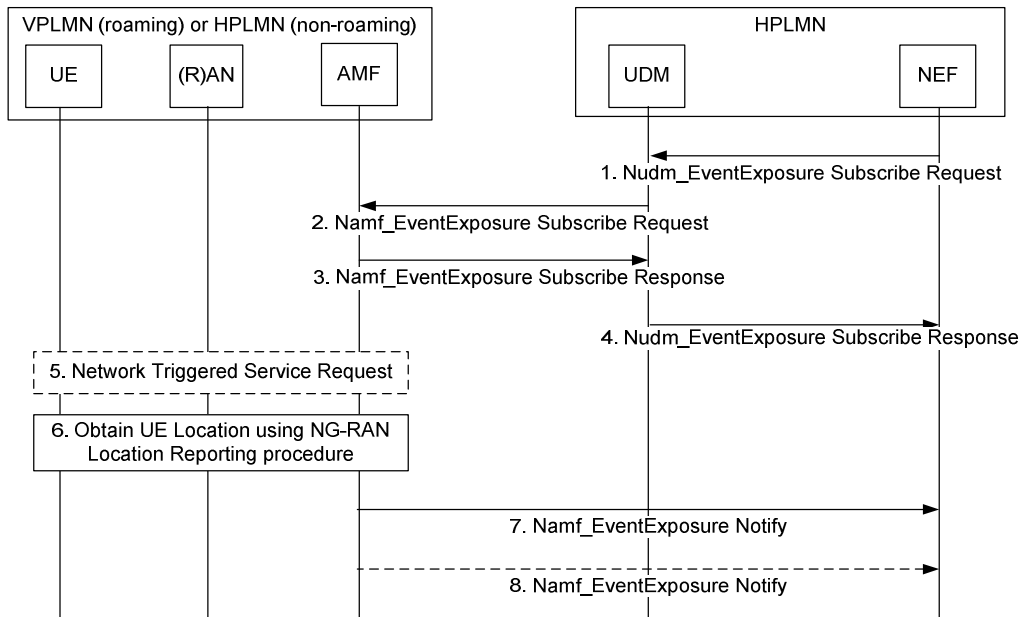 VPLMN (roaming) or HPLMN (non-roaming)
HPLMN
UE
(R)AN
AMF
UDM
NEF
1. Nudm_EventExposure Subscribe Request
2. Namf_EventExposure Subscribe Request
3. Namf_EventExposure Subscribe Response
4. Nudm_EventExposure Subscribe Response
5. Network Triggered Service Request
6. Obtain UE Location using NG-RAN
Location Reporting procedure
7. Namf_EventExposure Notify
8. Namf_EventExposure Notify